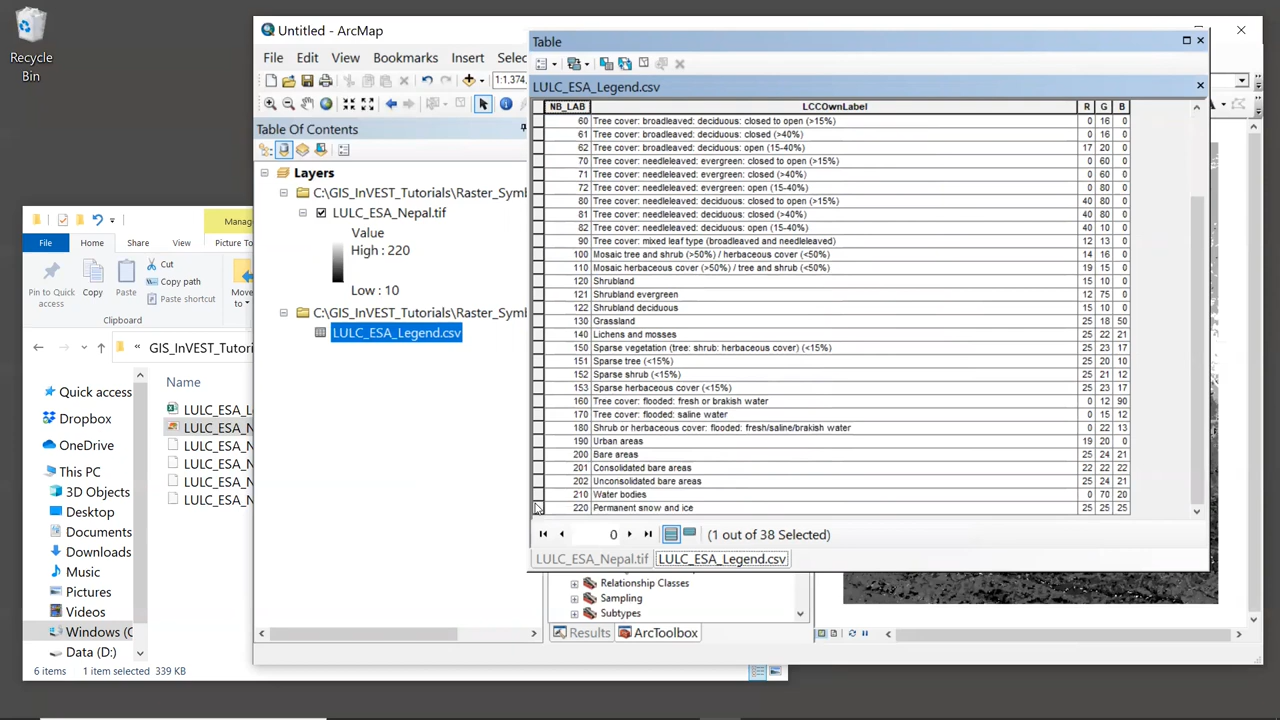 Recycle
Bin
Untitled - ArcMap
File Edit View Bookmarks Insert Selec
1:1,374,
Table Of Contents
Layers
C:\GIS_InVEST_Tutorials\Raster_Symb
LULC_ESA_Nepal.tif
Value
High : 220
Low : 10
C:\GIS_InVEST_Tutorials\Raster_Symb
LULC_ESA_Legend.csv
Manag
File Home Share View Picture To
Pin to Quick
access
Copy
Paste
Cut
Copy path
Paste shortcut
Move
to
Clipboard
« GIS_InVEST_Tutori
Name
Quick access
Dropbox
OneDrive
This PC
3D Objects
Desktop
Documents
Downloads
Music
Pictures
Videos
Windows (C
Data (D:)
LULC_ESA_L
LULC_ESA_N
LULC_ESA_N
LULC_ESA_N
LULC_ESA_N
LULC_ESA_N
6 items 1 item selected 339 KB
Table
LULC_ESA_Legend.csv
NB_LAB LCCOwnLabel R G B
60 Tree cover: broadleaved: deciduous: closed to open (>15%) 0 16 0
61 Tree cover: broadleaved: deciduous: closed (>40%) 0 16 0
62 Tree cover: broadleaved: deciduous: open (15-40%) 17 20 0
70 Tree cover: needleleaved: evergreen: closed to open (>15%) 0 60 0
71 Tree cover: needleleaved: evergreen: closed (>40%) 0 60 0
72 Tree cover: needleleaved: evergreen: open (15-40%) 0 80 0
80 Tree cover: needleleaved: deciduous: closed to open (>15%) 40 80 0
81 Tree cover: needleleaved: deciduous: closed (>40%) 40 80 0
82 Tree cover: needleleaved: deciduous: open (15-40%) 40 10 0
90 Tree cover: mixed leaf type (broadleaved and needleleved) 12 13 0
100 Mosaic tree and shrub (>50%) / herbaceous cover (<50%) 14 16 0
110 Mosaic herbaceous cover (>50%) / tree and shrub (<50%) 19 15 0
120 Shrubland 15 10 0
121 Shrubland evergreen 12 75 0
122 Shrubland deciduous 15 10 0
130 Grassland 25 18 50
140 Lichens and mosses 25 22 21
150 Sparse vegetation (tree: shrub: herbaceous cover) (<15%) 25 23 17
151 Sparse tree (<15%) 25 20 10
152 Sparse shrub (<15%) 25 21 12
153 Sparse herbaceous cover (<15%) 25 23 17
160 Tree cover: flooded: fresh or brakish water 0 12 90
170 Tree cover: flooded: saline water 0 15 12
180 Shrub or herbaceous cover: flooded: fresh/saline/brakish water 0 22 13
190 Urban areas 19 20 0
200 Bare areas 25 24 21
201 Consolidated bare areas 22 22 22
202 Unconsolidated bare areas 25 24 21
210 Water bodies 0 70 20
220 Permanent snow and ice 25 25 25
0 (1 out of 38 Selected)
LULC_ESA_Nepal.tif LULC_ESA_Legend.csv
Relationship Classes
Sampling
Subtypes
Results ArcToolbox